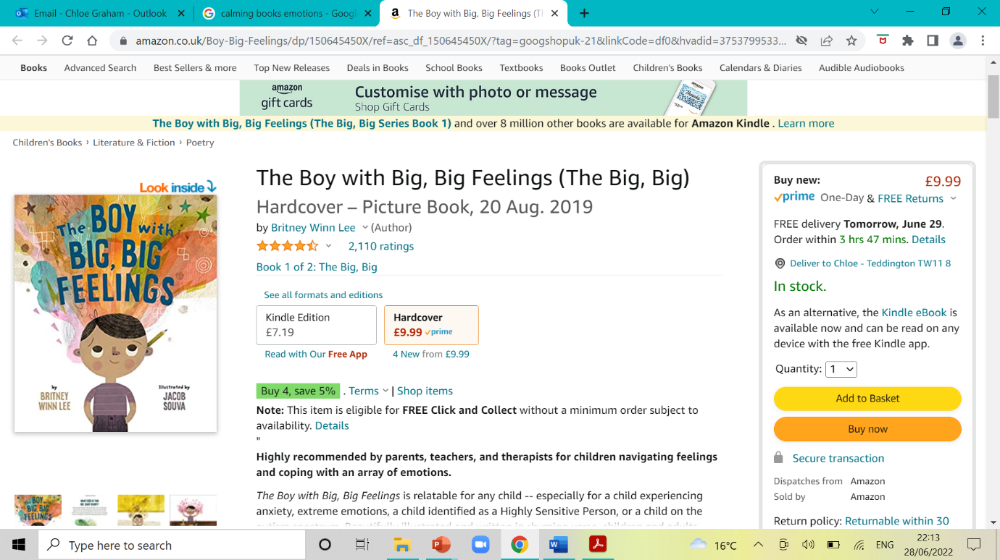 Email - Chloe Graham - Outlook
calming books emotions - Googl
The Boy with Big, Big Feelings (Th
amazon.co.uk/Boy-Big-Feelings/dp/150645450X/ref=asc_df_150645450X/?tag=googshopuk-21&linkCode=df0&hvadid=3753799533...
Books Advanced Search Best Sellers & more Top New Releases Deals in Books School Books Textbooks Books Outlet Children's Books Calendars & Diaries Audible Audiobooks
amazon
gift cards
Customise with photo or message
Shop Gift Cards
The Boy with Big, Big Feelings (The Big, Big Series Book 1) and over 8 million other books are available for Amazon Kindle . Learn more
Children's Books › Literature & Fiction › Poetry
Look inside
The BOY with
BIG, BIG
FEELINGS
by
BRITNEY
WINN LEE
Illustrated by
JACOB
SOUVA
The Boy with Big, Big Feelings (The Big, Big)
Hardcover – Picture Book, 20 Aug. 2019
by Britney Winn Lee (Author)
2,110 ratings
Book 1 of 2: The Big, Big
See all formats and editions
Kindle Edition
£7.19
Read with Our Free App
Hardcover
£9.99 prime
4 New from £9.99
Buy 4, save 5% . Terms | Shop items
Note: This item is eligible for FREE Click and Collect without a minimum order subject to
availability. Details
"
Highly recommended by parents, teachers, and therapists for children navigating feelings
and coping with an array of emotions.
The Boy with Big, Big Feelings is relatable for any child -- especially for a child experiencing
anxiety, extreme emotions, a child identified as a Highly Sensitive Person, or a child on the
autism spectrum. Beautifully illustrated and written in rhyming verse, children and adults
Buy new: £9.99
prime One-Day & FREE Returns
FREE delivery Tomorrow, June 29.
Order within 3 hrs 47 mins. Details
Deliver to Chloe - Teddington TW11 8
In stock.
As an alternative, the Kindle eBook is
available now and can be read on any
device with the free Kindle app.
Quantity: 1
Add to Basket
Buy now
Secure transaction
Dispatches from Amazon
Sold by Amazon
Return policy: Returnable within 30
Type here to search
16°C
ENG
22:13
28/06/2022